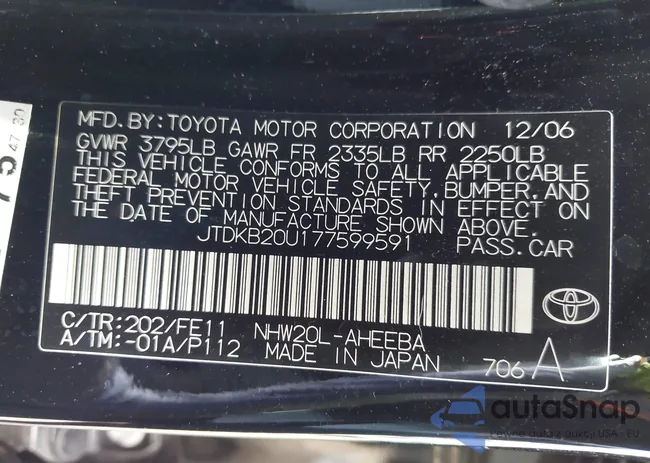 MFD.BY:TOYOTA MOTOR CORPORATION 12/06
GVWR 3795LB GAWR FR 2335LB RR 2250LB
THIS VEHICLE CONFORMS TO ALL APPLICABLE
FEDERAL MOTOR VEHICLE SAFETY,BUMPER,AND
THEFT PREVENTION STANDARDS IN EFFECT ON
THE DATE OF MANUFACTURE SHOWN ABOVE.
JTDKB20U177599591 PASS.CAR
C/TR:202/FE11 NHW20L-AHEEBA
A/TM:-01A/P112 MADE IN JAPAN 706 A
autoSnap